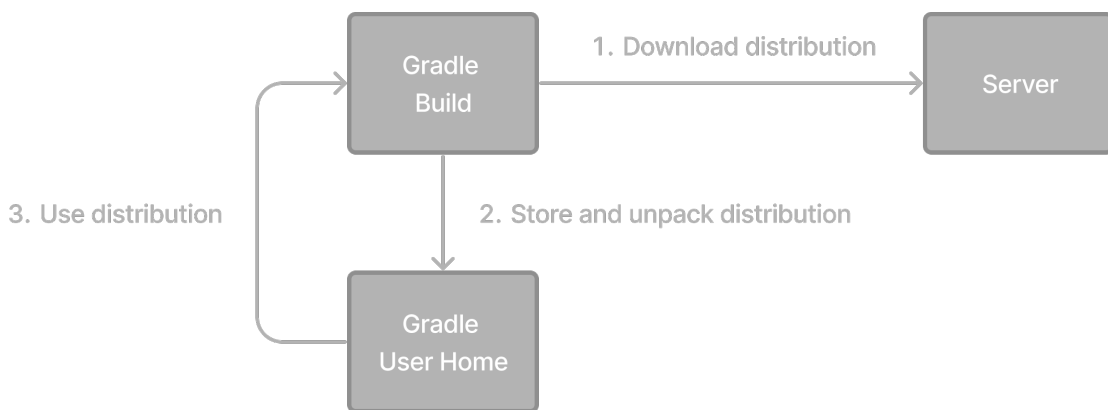 Gradle
Build
1. Download distribution
Server
3. Use distribution
2. Store and unpack distribution
Gradle
User Home